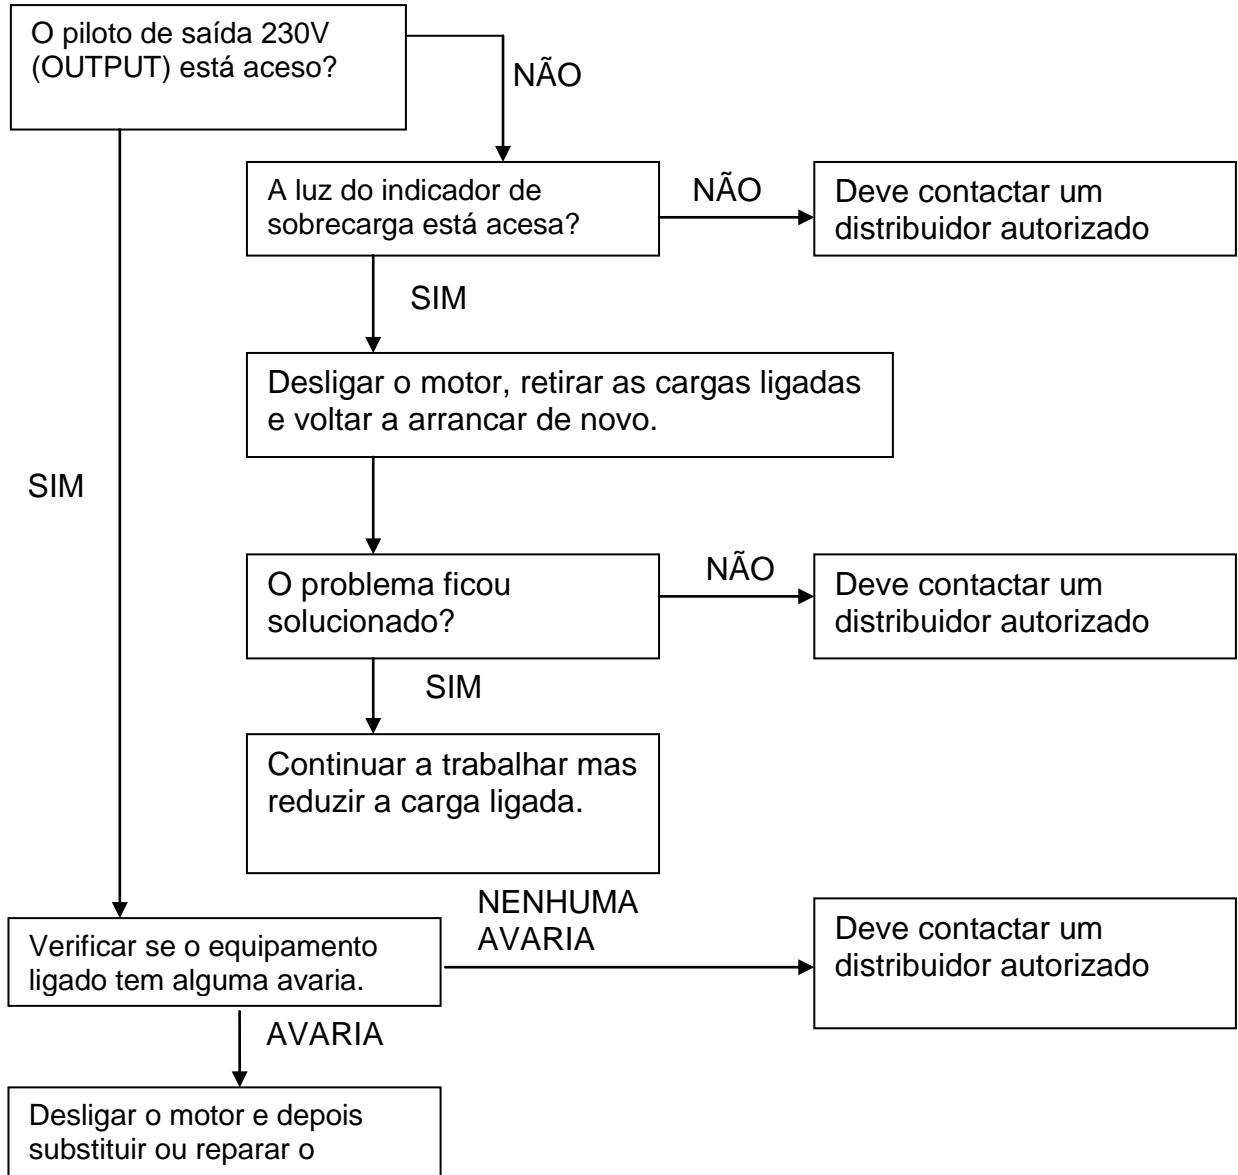 O piloto de saída 230V
(OUTPUT) está aceso?
NÃO
A luz do indicador de
sobrecarga está acesa?
NÃO
Deve contactar um
distribuidor autorizado
SIM
Desligar o motor, retirar as cargas ligadas
e voltar a arrancar de novo.
SIM
O problema ficou
solucionado?
NÃO
Deve contactar um
distribuidor autorizado
SIM
Continuar a trabalhar mas
reduzir a carga ligada.
NENHUMA
AVARIA
Verificar se o equipamento
ligado tem alguma avaria.
Deve contactar um
distribuidor autorizado
AVARIA
Desligar o motor e depois
substituir ou reparar o